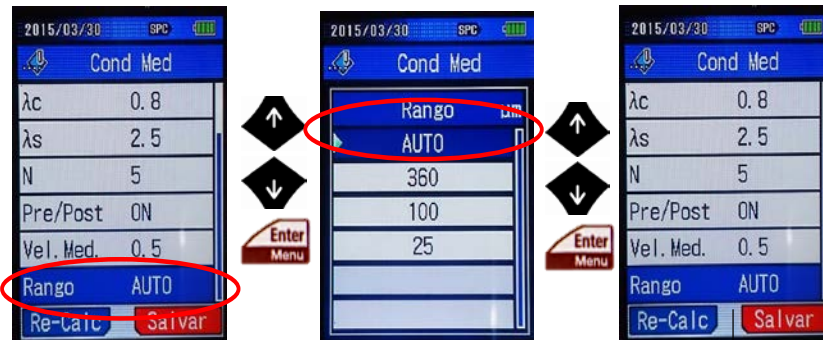 2015/03/30 SPC
Cond Med
λc 0.8
λs 2.5
N 5
Pre/Post ON
Vel.Med. 0.5
Rango AUTO
Re-Calc Salvar
Enter
Menu
2015/03/30 SPC
Cond Med
Rango µm
AUTO
360
100
25
Enter
Menu
2015/03/30 SPC
Cond Med
λc 0.8
λs 2.5
N 5
Pre/Post ON
Vel.Med. 0.5
Rango AUTO
Re-Calc Salvar